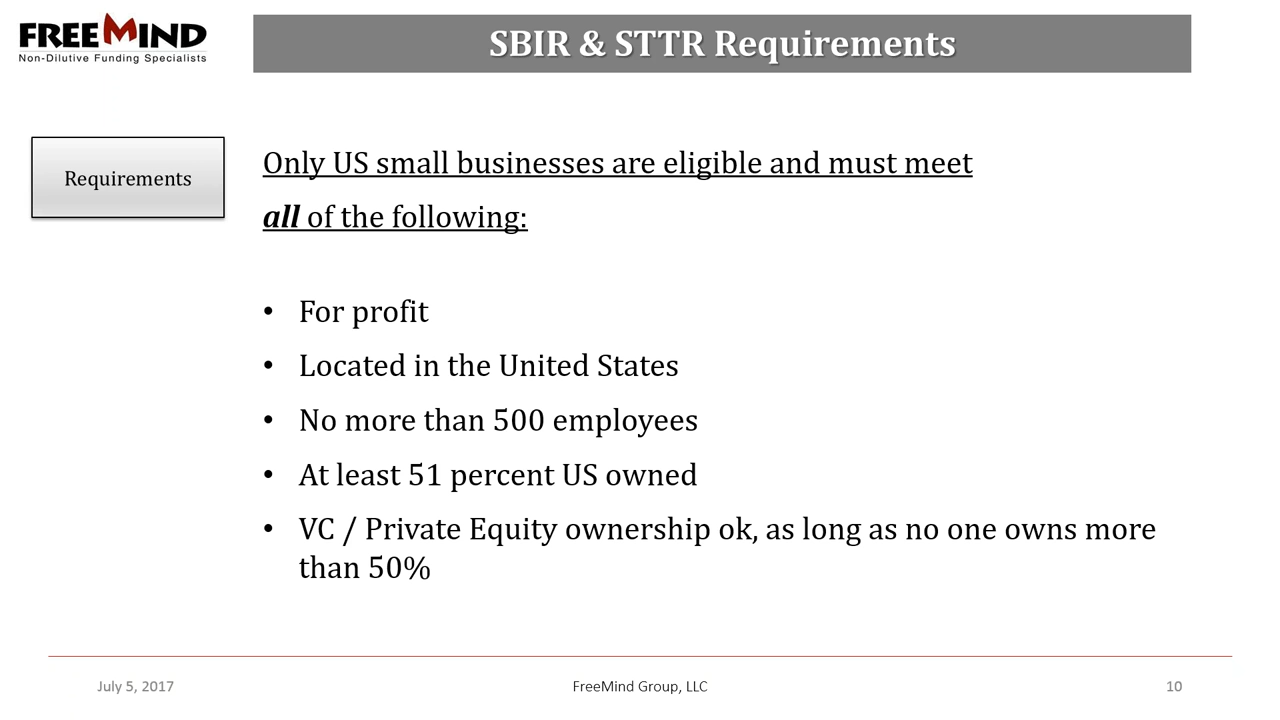 FREEMIND
Non-Dilutive Funding Specialists
SBIR & STTR Requirements
Requirements
Only US small businesses are eligible and must meet
all of the following:
• For profit
• Located in the United States
• No more than 500 employees
• At least 51 percent US owned
• VC / Private Equity ownership ok, as long as no one owns more
than 50%
July 5, 2017
FreeMind Group, LLC
10